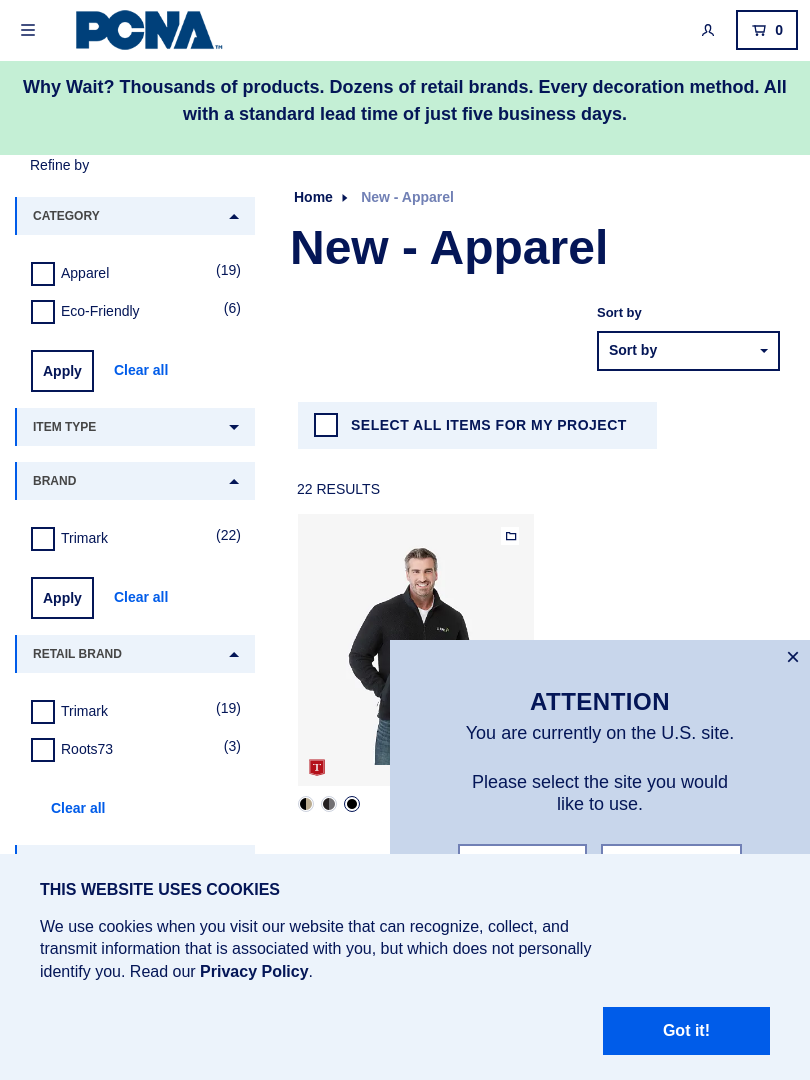 PCNA
0
Why Wait? Thousands of products. Dozens of retail brands. Every decoration method. All
with a standard lead time of just five business days.
Refine by
Home
New - Apparel
CATEGORY
New - Apparel
Apparel
(19)
Eco-Friendly
(6)
Sort by
Sort by
Apply
Clear all
ITEM TYPE
SELECT ALL ITEMS FOR MY PROJECT
BRAND
22 RESULTS
Trimark
(22)
Apply
Clear all
RETAIL BRAND
Trimark
(19)
Roots73
(3)
Clear all
T
×
ATTENTION
You are currently on the U.S. site.
Please select the site you would
like to use.
THIS WEBSITE USES COOKIES
We use cookies when you visit our website that can recognize, collect, and
transmit information that is associated with you, but which does not personally
identify you. Read our Privacy Policy.
Got it!